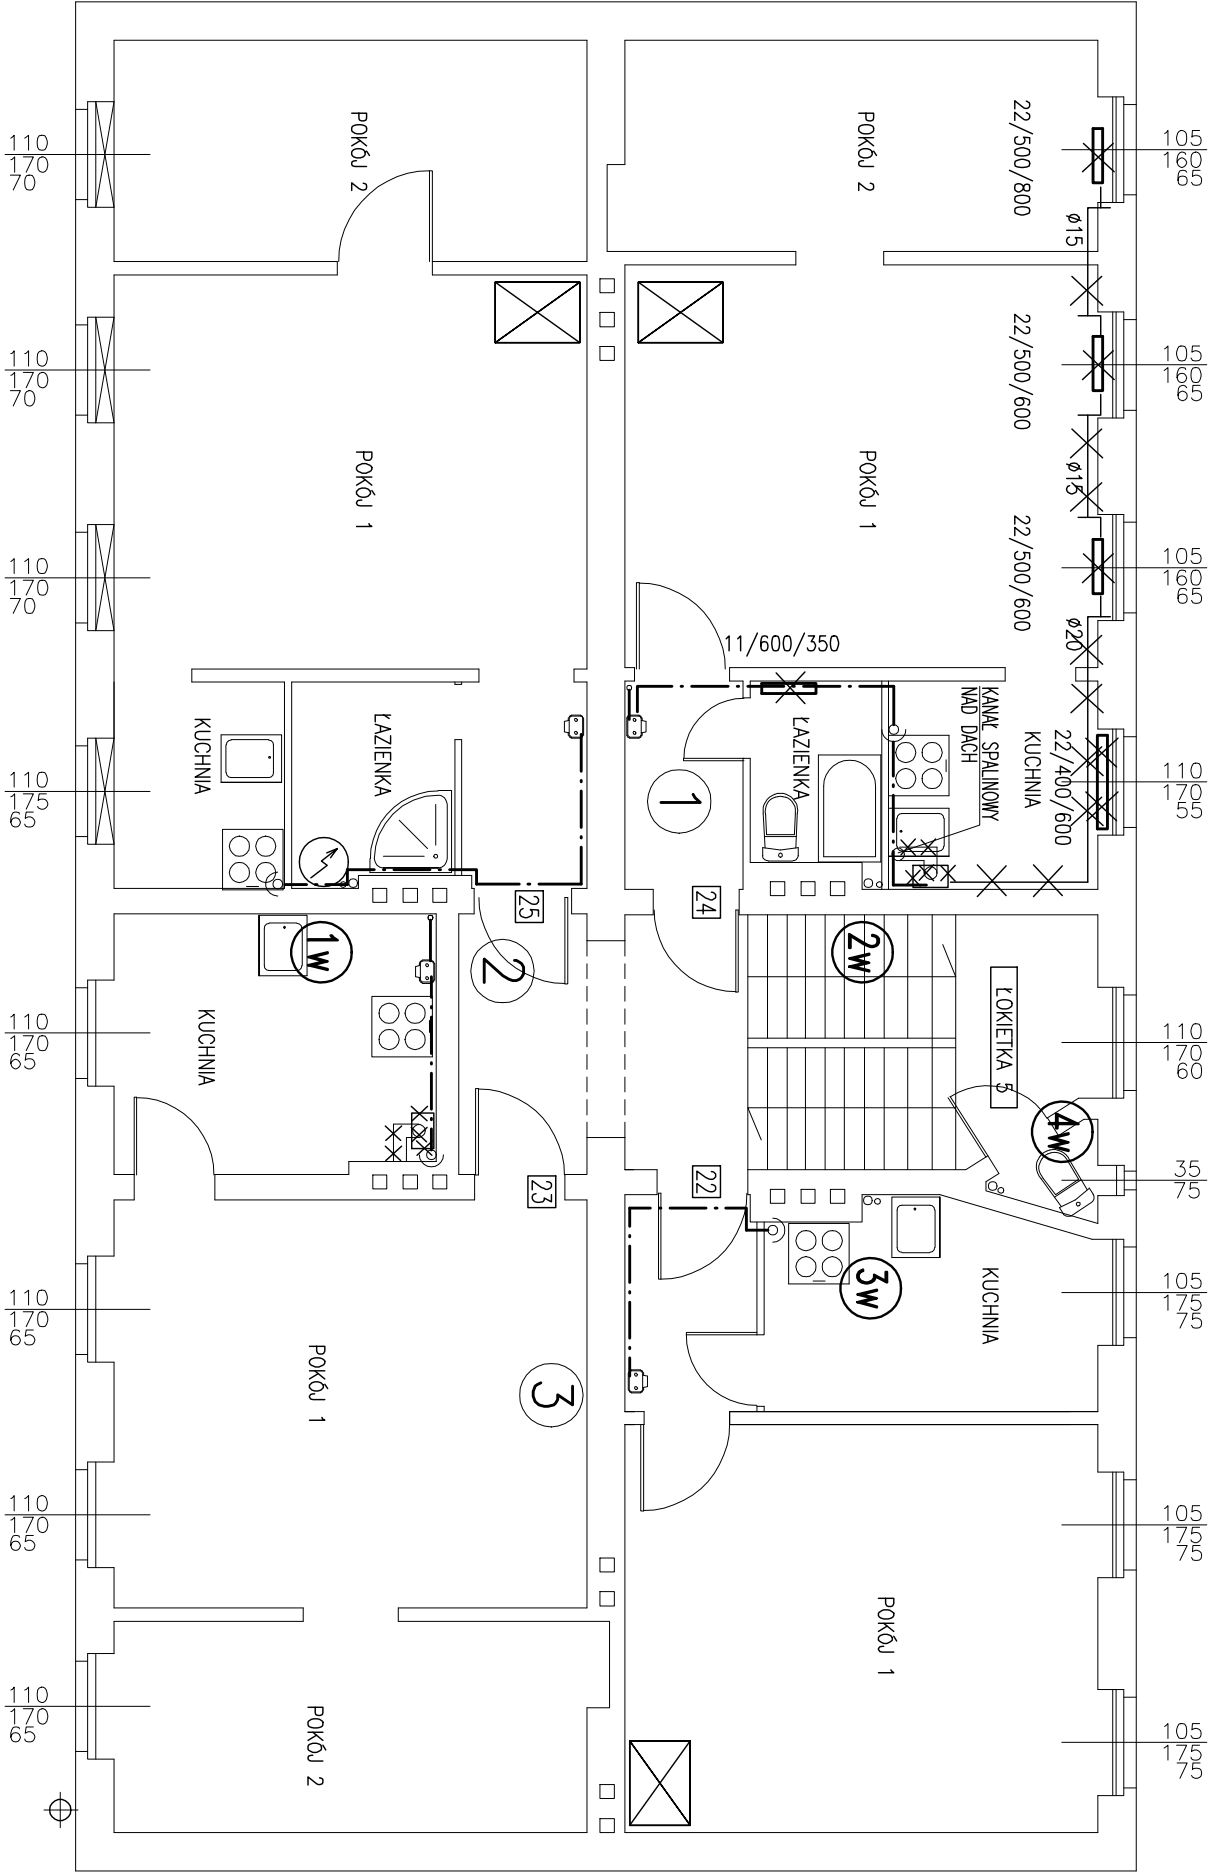 POKÓJ 2
POKÓJ 2
22/500/800
ø15
110
170
70
105
160
65
22/500/600
110
170
70
105
160
65
POKÓJ 1
POKÓJ 1
ø15
22/500/600
110
170
70
105
160
65
11/600/350
ø20
KUCHNIA
ŁAZIENKA
ŁAZIENKA
KANAŁ SPALINOWY
NAD DACH
KUCHNIA
22/400/600
110
175
65
110
170
55
1
25
24
1w
2
2w
ŁOKIETKA 5
KUCHNIA
110
170
65
110
170
60
4w
23
22
35
75
3w
KUCHNIA
110
170
65
105
175
75
POKÓJ 1
3
110
170
65
105
175
75
POKÓJ 1
POKÓJ 2
110
170
65
105
175
75